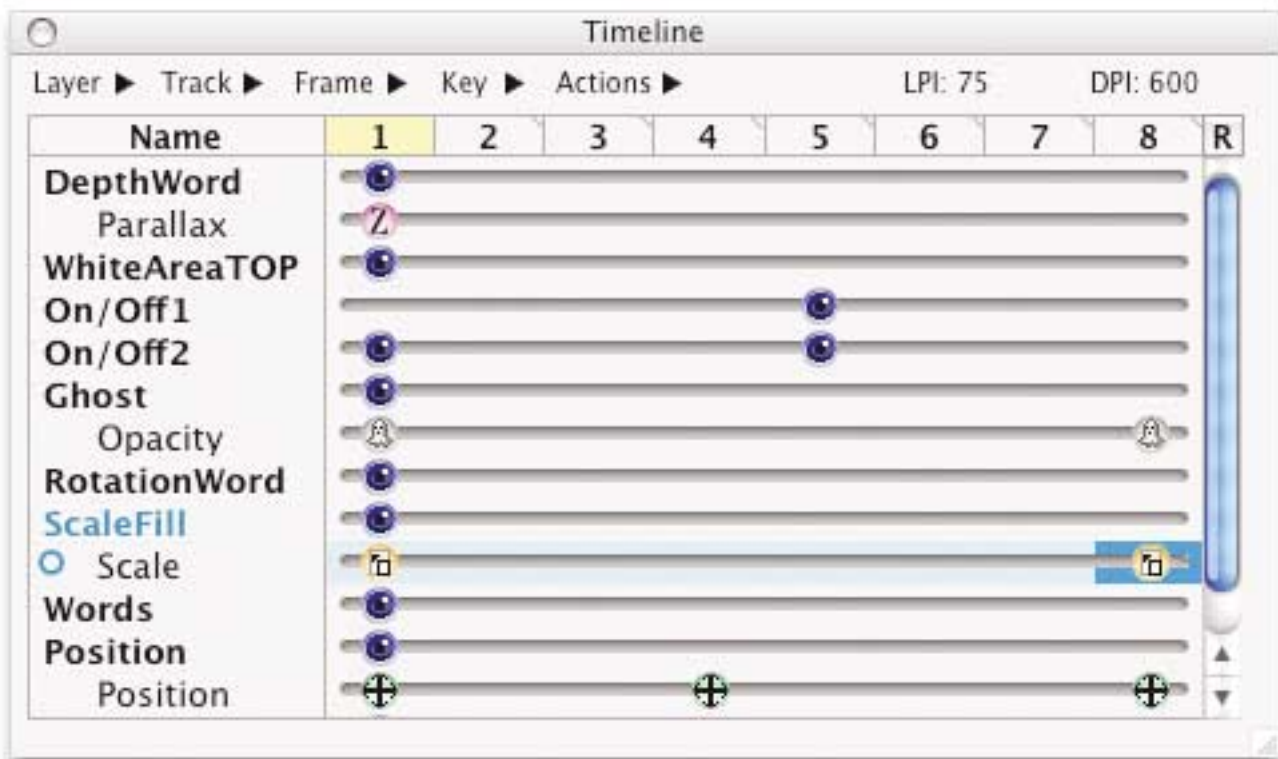 Timeline
Layer ▶ Track ▶ Frame ▶ Key ▶ Actions ▶ LPI: 75 DPI: 600
Name 1 2 3 4 5 6 7 8 R
DepthWord
Parallax Z
WhiteAreaTOP
On/Off1
On/Off2
Ghost
Opacity
RotationWord
ScaleFill
Scale
Words
Position
Position